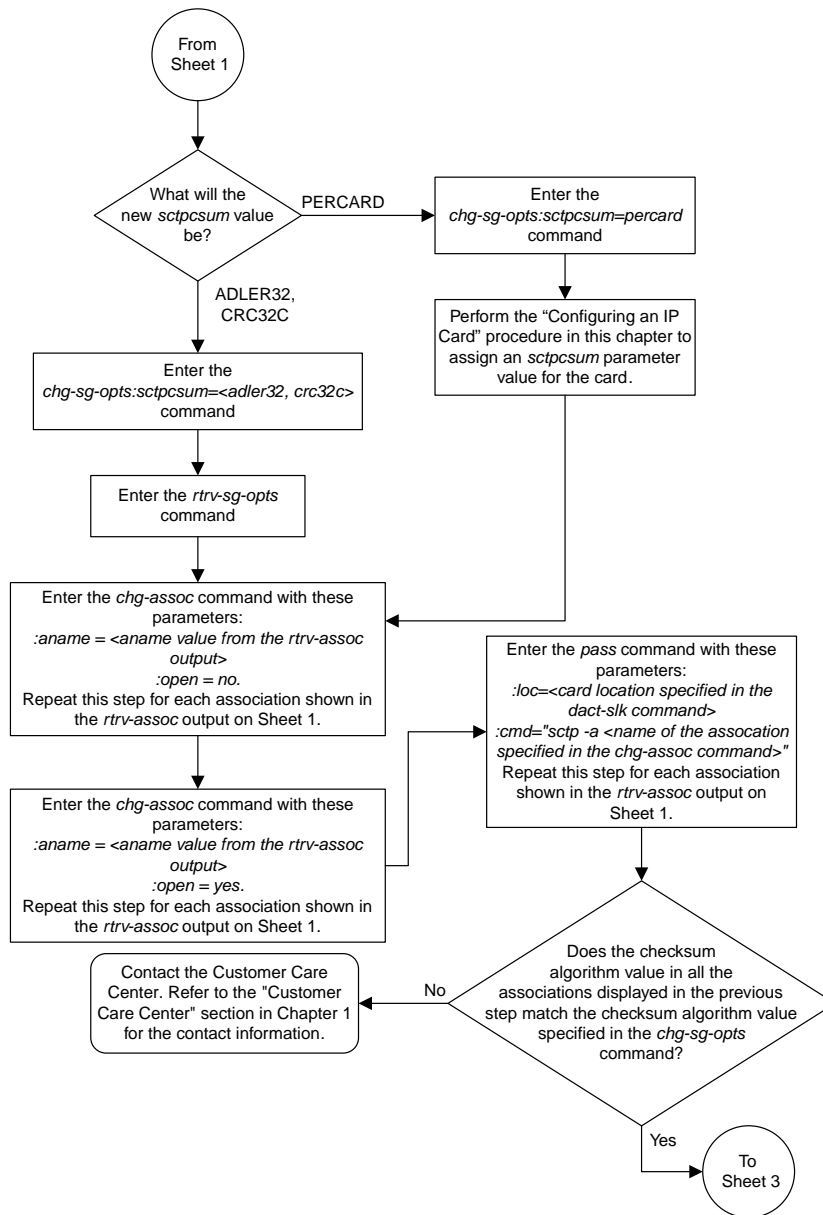 From
Sheet 1
What will the
new sctpcsum value
be?
PERCARD
Enter the
chg-sg-opts:sctpcsum=percard
command
ADLER32,
CRC32C
Perform the “Configuring an IP
Card” procedure in this chapter to
assign an sctpcsum parameter
value for the card.
Enter the
chg-sg-opts:sctpcsum=<adler32, crc32c>
command
Enter the rtrv-sg-opts
command
Enter the chg-assoc command with these
parameters:
:aname = <aname value from the rtrv-assoc
output>
:open = no.
Repeat this step for each association shown in
the rtrv-assoc output on Sheet 1.
Enter the chg-assoc command with these
parameters:
:aname = <aname value from the rtrv-assoc
output>
:open = yes.
Repeat this step for each association shown in
the rtrv-assoc output on Sheet 1.
Enter the pass command with these
parameters:
:loc=<card location specified in the
dact-slk command>
:cmd="sctp -a <name of the assocation
specified in the chg-assoc command>"
Repeat this step for each association
shown in the rtrv-assoc output on
Sheet 1.
Does the checksum
algorithm value in all the
associations displayed in the previous
step match the checksum algorithm value
specified in the chg-sg-opts
command?
No
Contact the Customer Care
Center. Refer to the "Customer
Care Center" section in Chapter 1
for the contact information.
Yes
To
Sheet 3